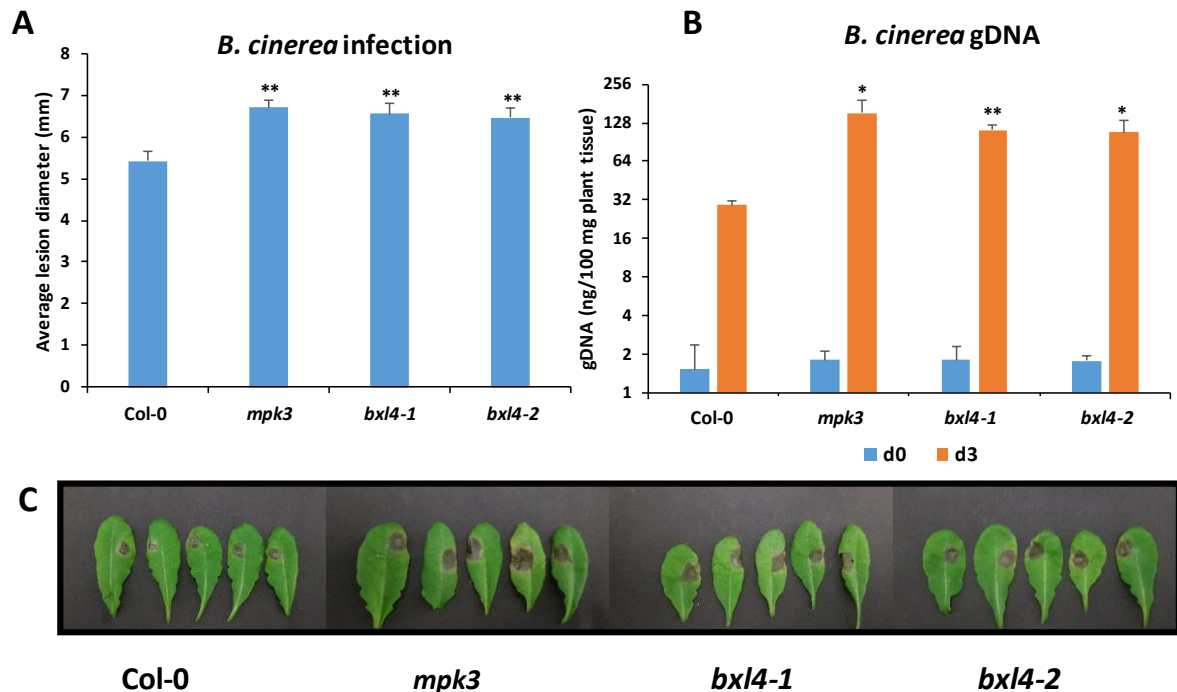 A
B. cinerea infection
Average lesion diameter (mm)
8
7
6
5
4
3
2
1
0
**
**
**
Col-0
mpk3
bxl4-1
bxl4-2
B
B. cinerea gDNA
gDNA (ng/100 mg plant tissue)
256
128
64
32
16
8
4
2
1
*
**
*
Col-0
mpk3
bxl4-1
bxl4-2
d0
d3
C
Col-0
mpk3
bxl4-1
bxl4-2